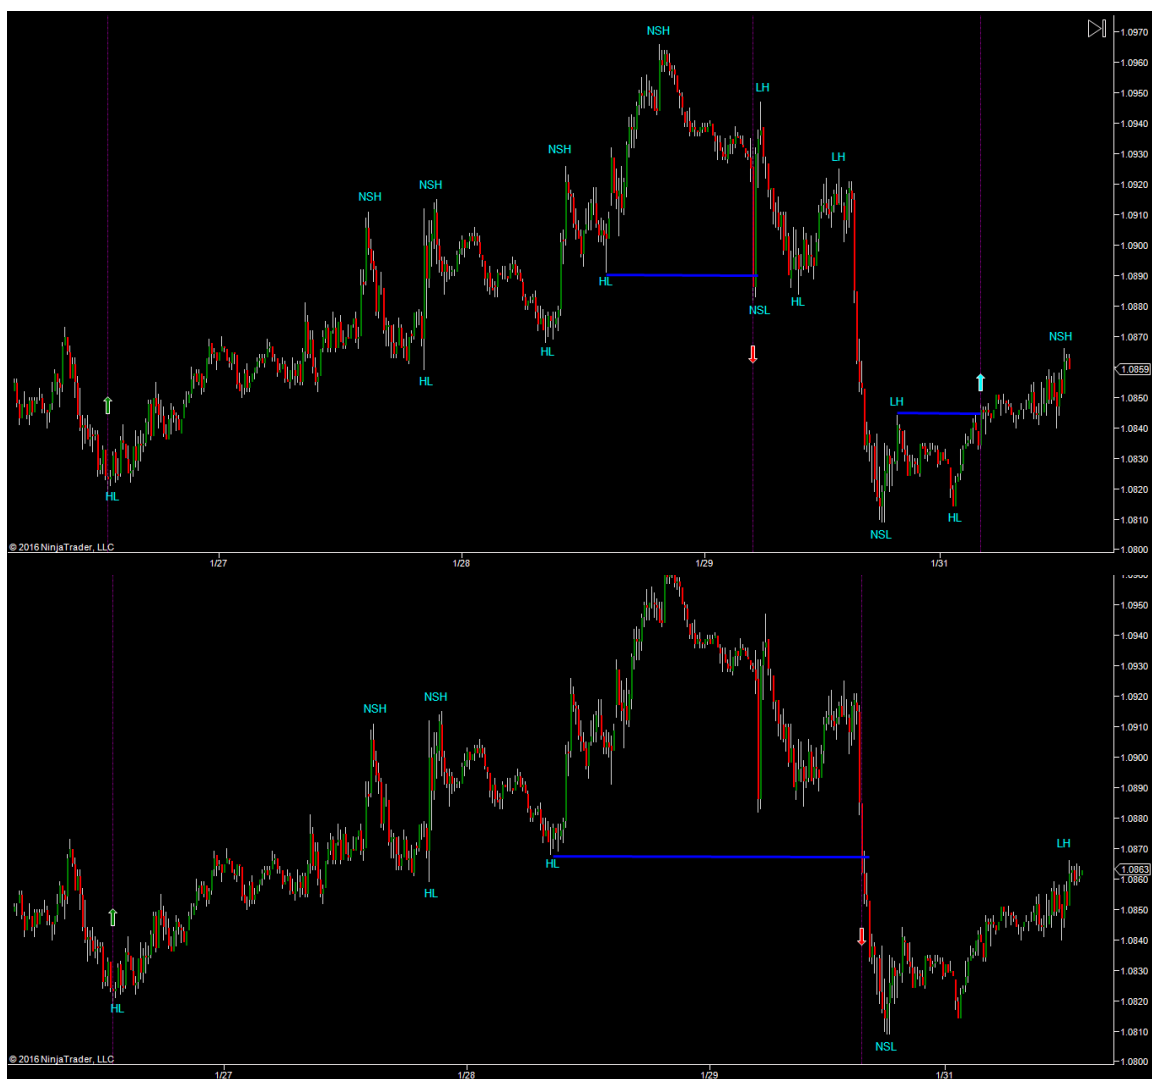 NSH
1.0970
1.0960
LH
1.0950
1.0940
NSH
LH
1.0930
NSH
NSH
1.0920
1.0910
1.0900
HL
1.0890
HL
1.0880
NSL
NSH
1.0870
HL
1.0859
HL
1.0850
LH
1.0840
1.0830
HL
1.0820
HL
1.0810
NSL
© 2016 NinjaTrader, LLC
1.0800
1/27
1/28
1/29
1/31
1.0960
1.0950
1.0940
1.0930
NSH
NSH
1.0920
1.0910
1.0900
1.0890
1.0880
LH
1.0870
HL
1.0863
1.0860
HL
1.0850
1.0840
1.0830
HL
1.0820
1.0810
NSL
© 2016 NinjaTrader, LLC
1.0800
1/27
1/28
1/29
1/31